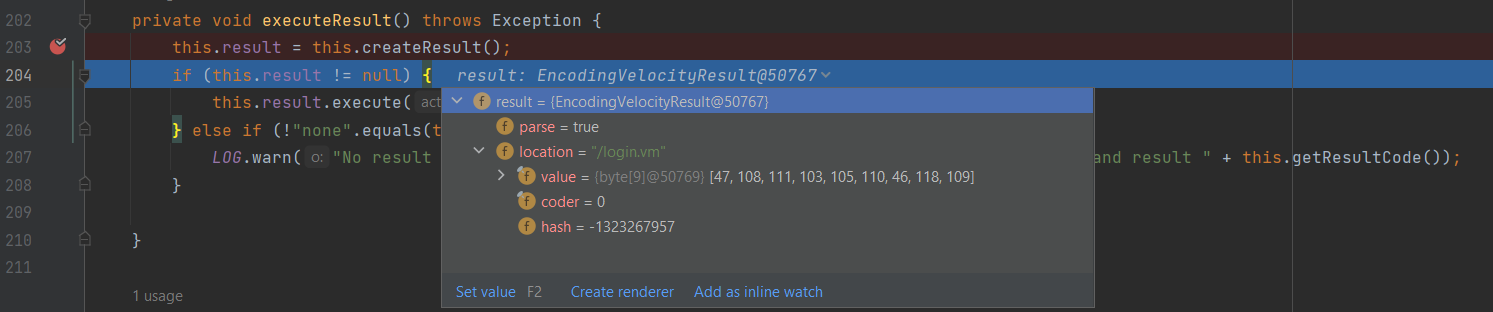 202 private void executeResult() throws Exception {
203 this.result = this.createResult();
204 if (this.result != null) { result: EncodingVelocityResult@50767
205 this.result.execute( act
result = {EncodingVelocityResult@50767}
parse = true
206 } else if (!"none".equals(t
location = "/login.vm"
207 LOG.warn( o: "No result and result " + this.getResultCode());
value = {byte[9]@50769} [47, 108, 111, 103, 105, 110, 46, 118, 109]
208 }
coder = 0
209
hash = -1323267957
210 }
211
Set value F2 Create renderer Add as inline watch
1 usage